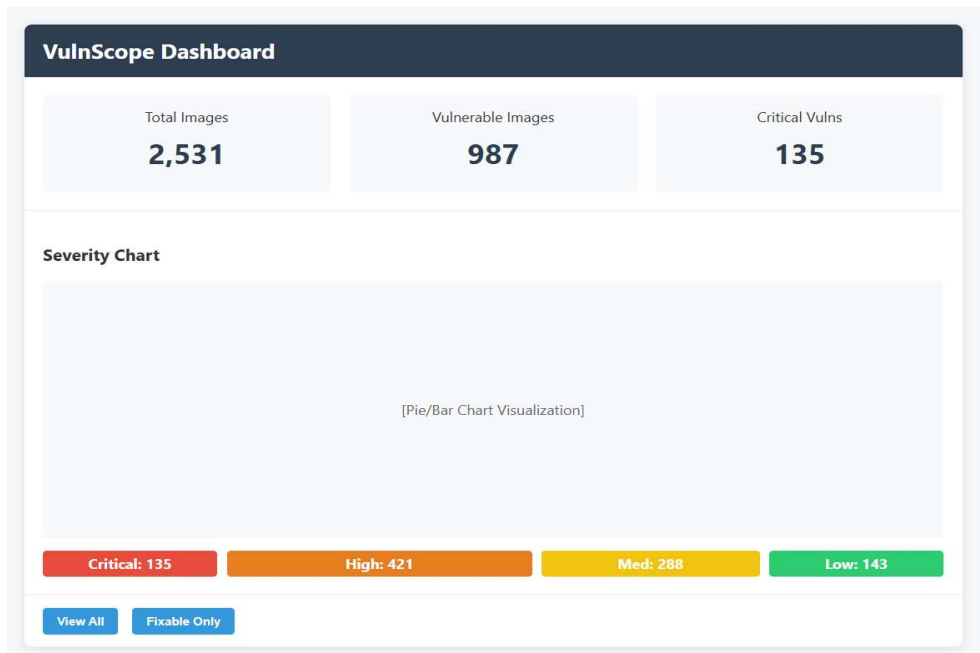 VulnScope Dashboard
Total Images
Vulnerable Images
Critical Vulns
2,531
987
135
Severity Chart
[Pie/Bar Chart Visualization]
Critical: 135
High: 421
Med: 288
Low: 143
View All
Fixable Only